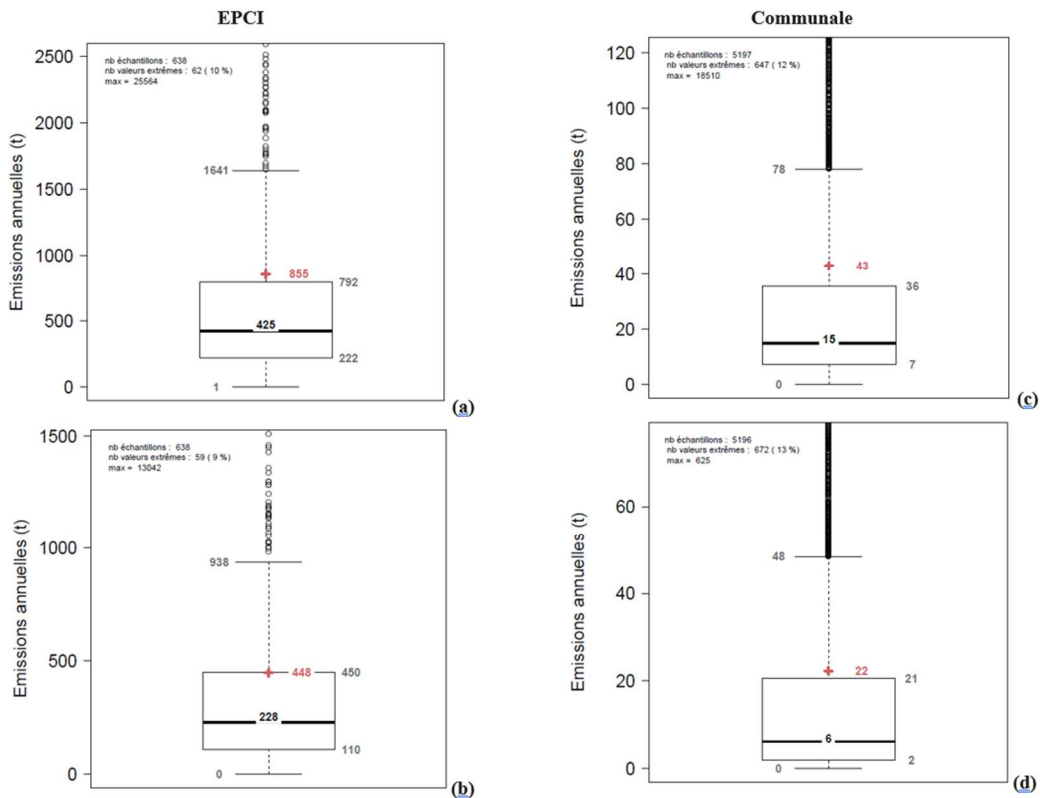 EPCI
Emissions annuelles (t)
2500
2000
1500
1000
500
0
nb échantillons : 638
nb valeurs extrêmes : 62 ( 10 %)
max = 25564
1641
855
792
425
222
1
(a)
Communale
Emissions annuelles (t)
120
100
80
60
40
20
0
nb échantillons : 5197
nb valeurs extrêmes : 647 ( 12 %)
max = 18510
78
43
36
15
7
0
(c)
Emissions annuelles (t)
1500
1000
500
0
nb échantillons : 638
nb valeurs extrêmes : 59 ( 9 %)
max = 13042
938
448
450
228
110
0
(b)
Emissions annuelles (t)
60
40
20
0
nb échantillons : 5196
nb valeurs extrêmes : 672 ( 13 %)
max = 625
48
22
21
6
2
0
(d)